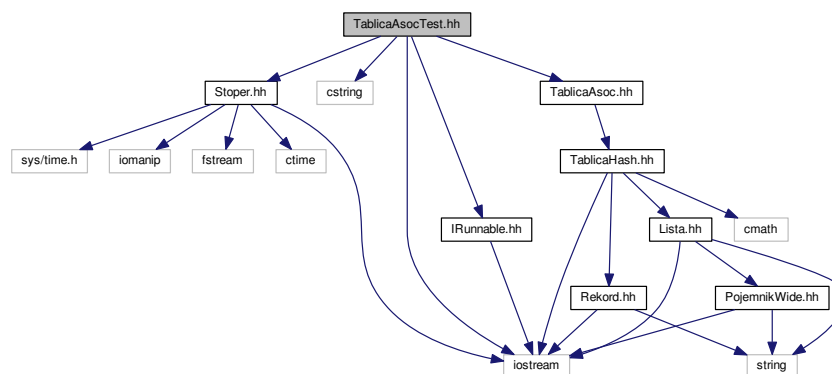 TablicaAsocTest.hh
Stoper.hh
cstring
TablicaAsoc.hh
sys/time.h
iomanip
fstream
ctime
TablicaHash.hh
IRunnable.hh
Lista.hh
cmath
Rekord.hh
PojemnikWide.hh
iostream
string